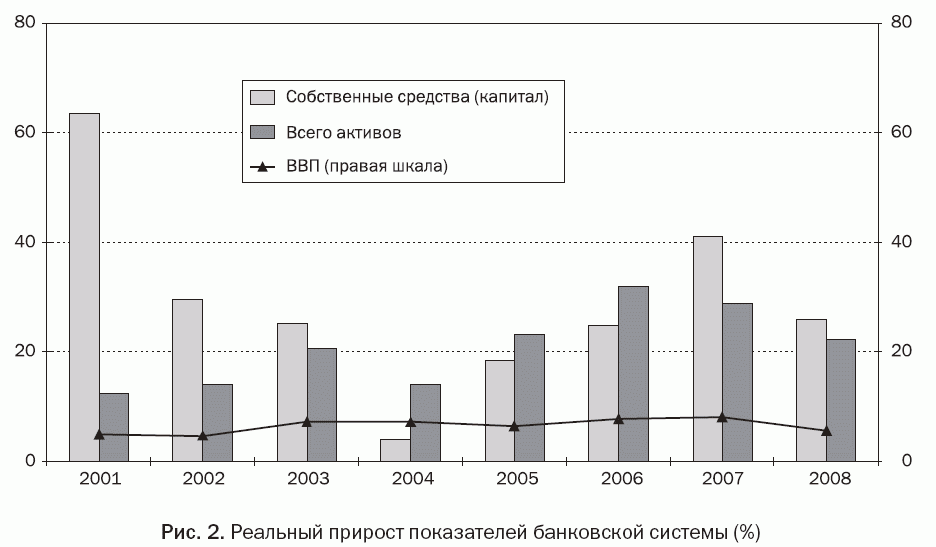 80 80
Собственные средства (капитал)
60 Всего активов 60
ВВП (правая шкала)
40 40
20 20
0 0
2001 2002 2003 2004 2005 2006 2007 2008
Рис. 2. Реальный прирост показателей банковской системы (%)